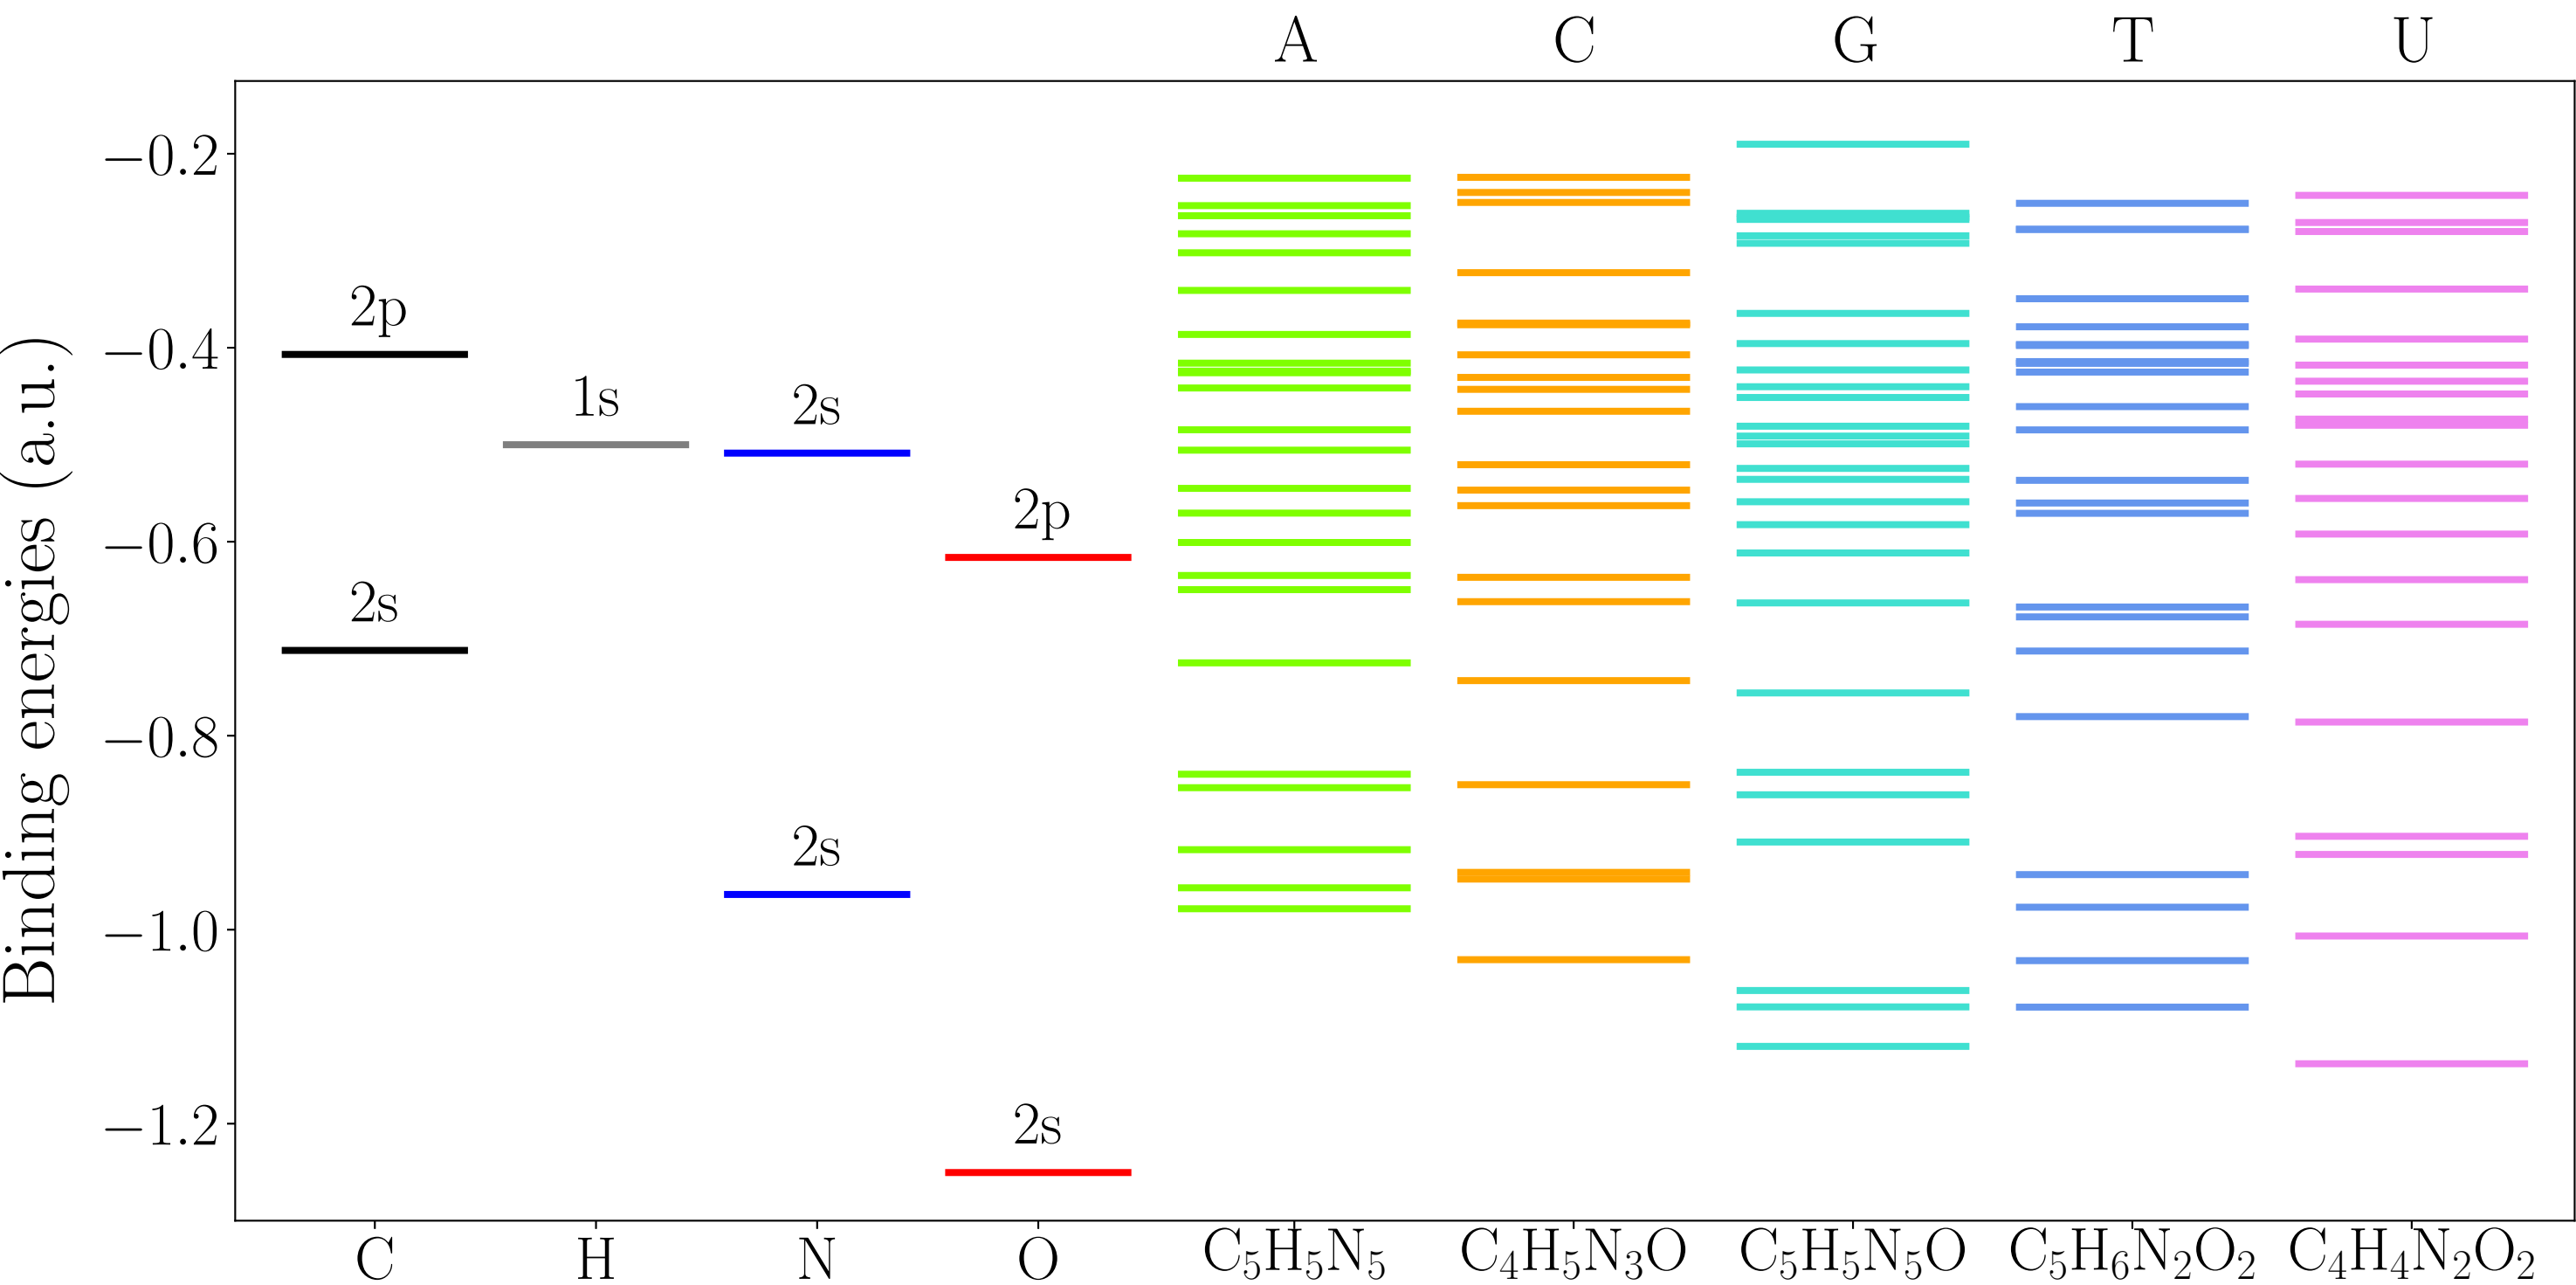 A C G T U
Binding energies (a.u.)
−0.2
−0.4
−0.6
−0.8
−1.0
−1.2
2p
2s
1s
2s
2s
2p
2s
C H N O C₅H₅N₅ C₄H₅N₃O C₅H₅N₅O C₅H₆N₂O₂ C₄H₄N₂O₂